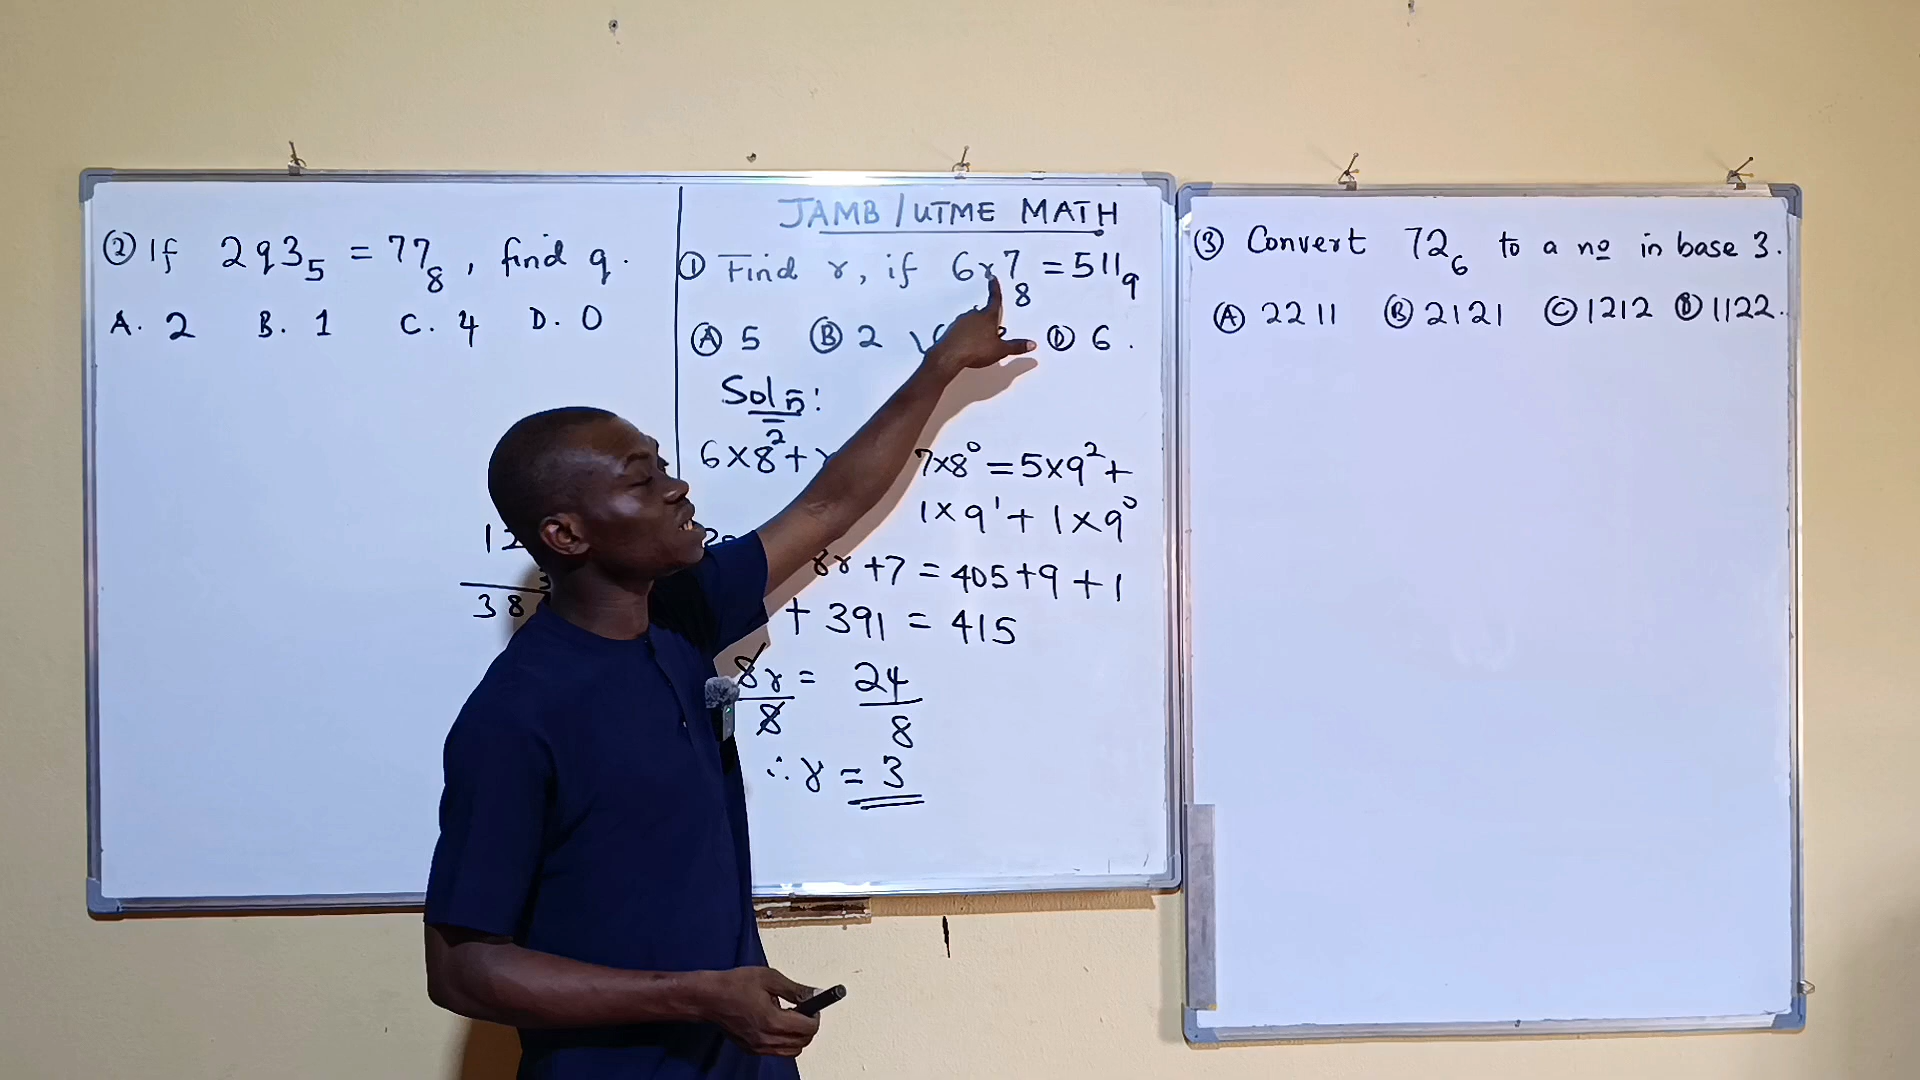 ② If 2q3₅ = 77₈, find q.
A. 2 B. 1 C. 4 D. 0
JAMB/UTME MATH
① Find r, if 6r7₈ = 511₉
Ⓐ 5 Ⓑ 2 Ⓓ 6.
Sol n:
6×8²+ 7×8⁰ = 5×9²+
1×9¹+ 1×9⁰
8r+7 = 405+9+1
+ 391 = 415
8r = 24
8 8
∴ r = 3
12
38
③ Convert 72₆ to a no in base 3.
Ⓐ 2211 Ⓑ 2121 Ⓒ 1212 Ⓓ 1122.